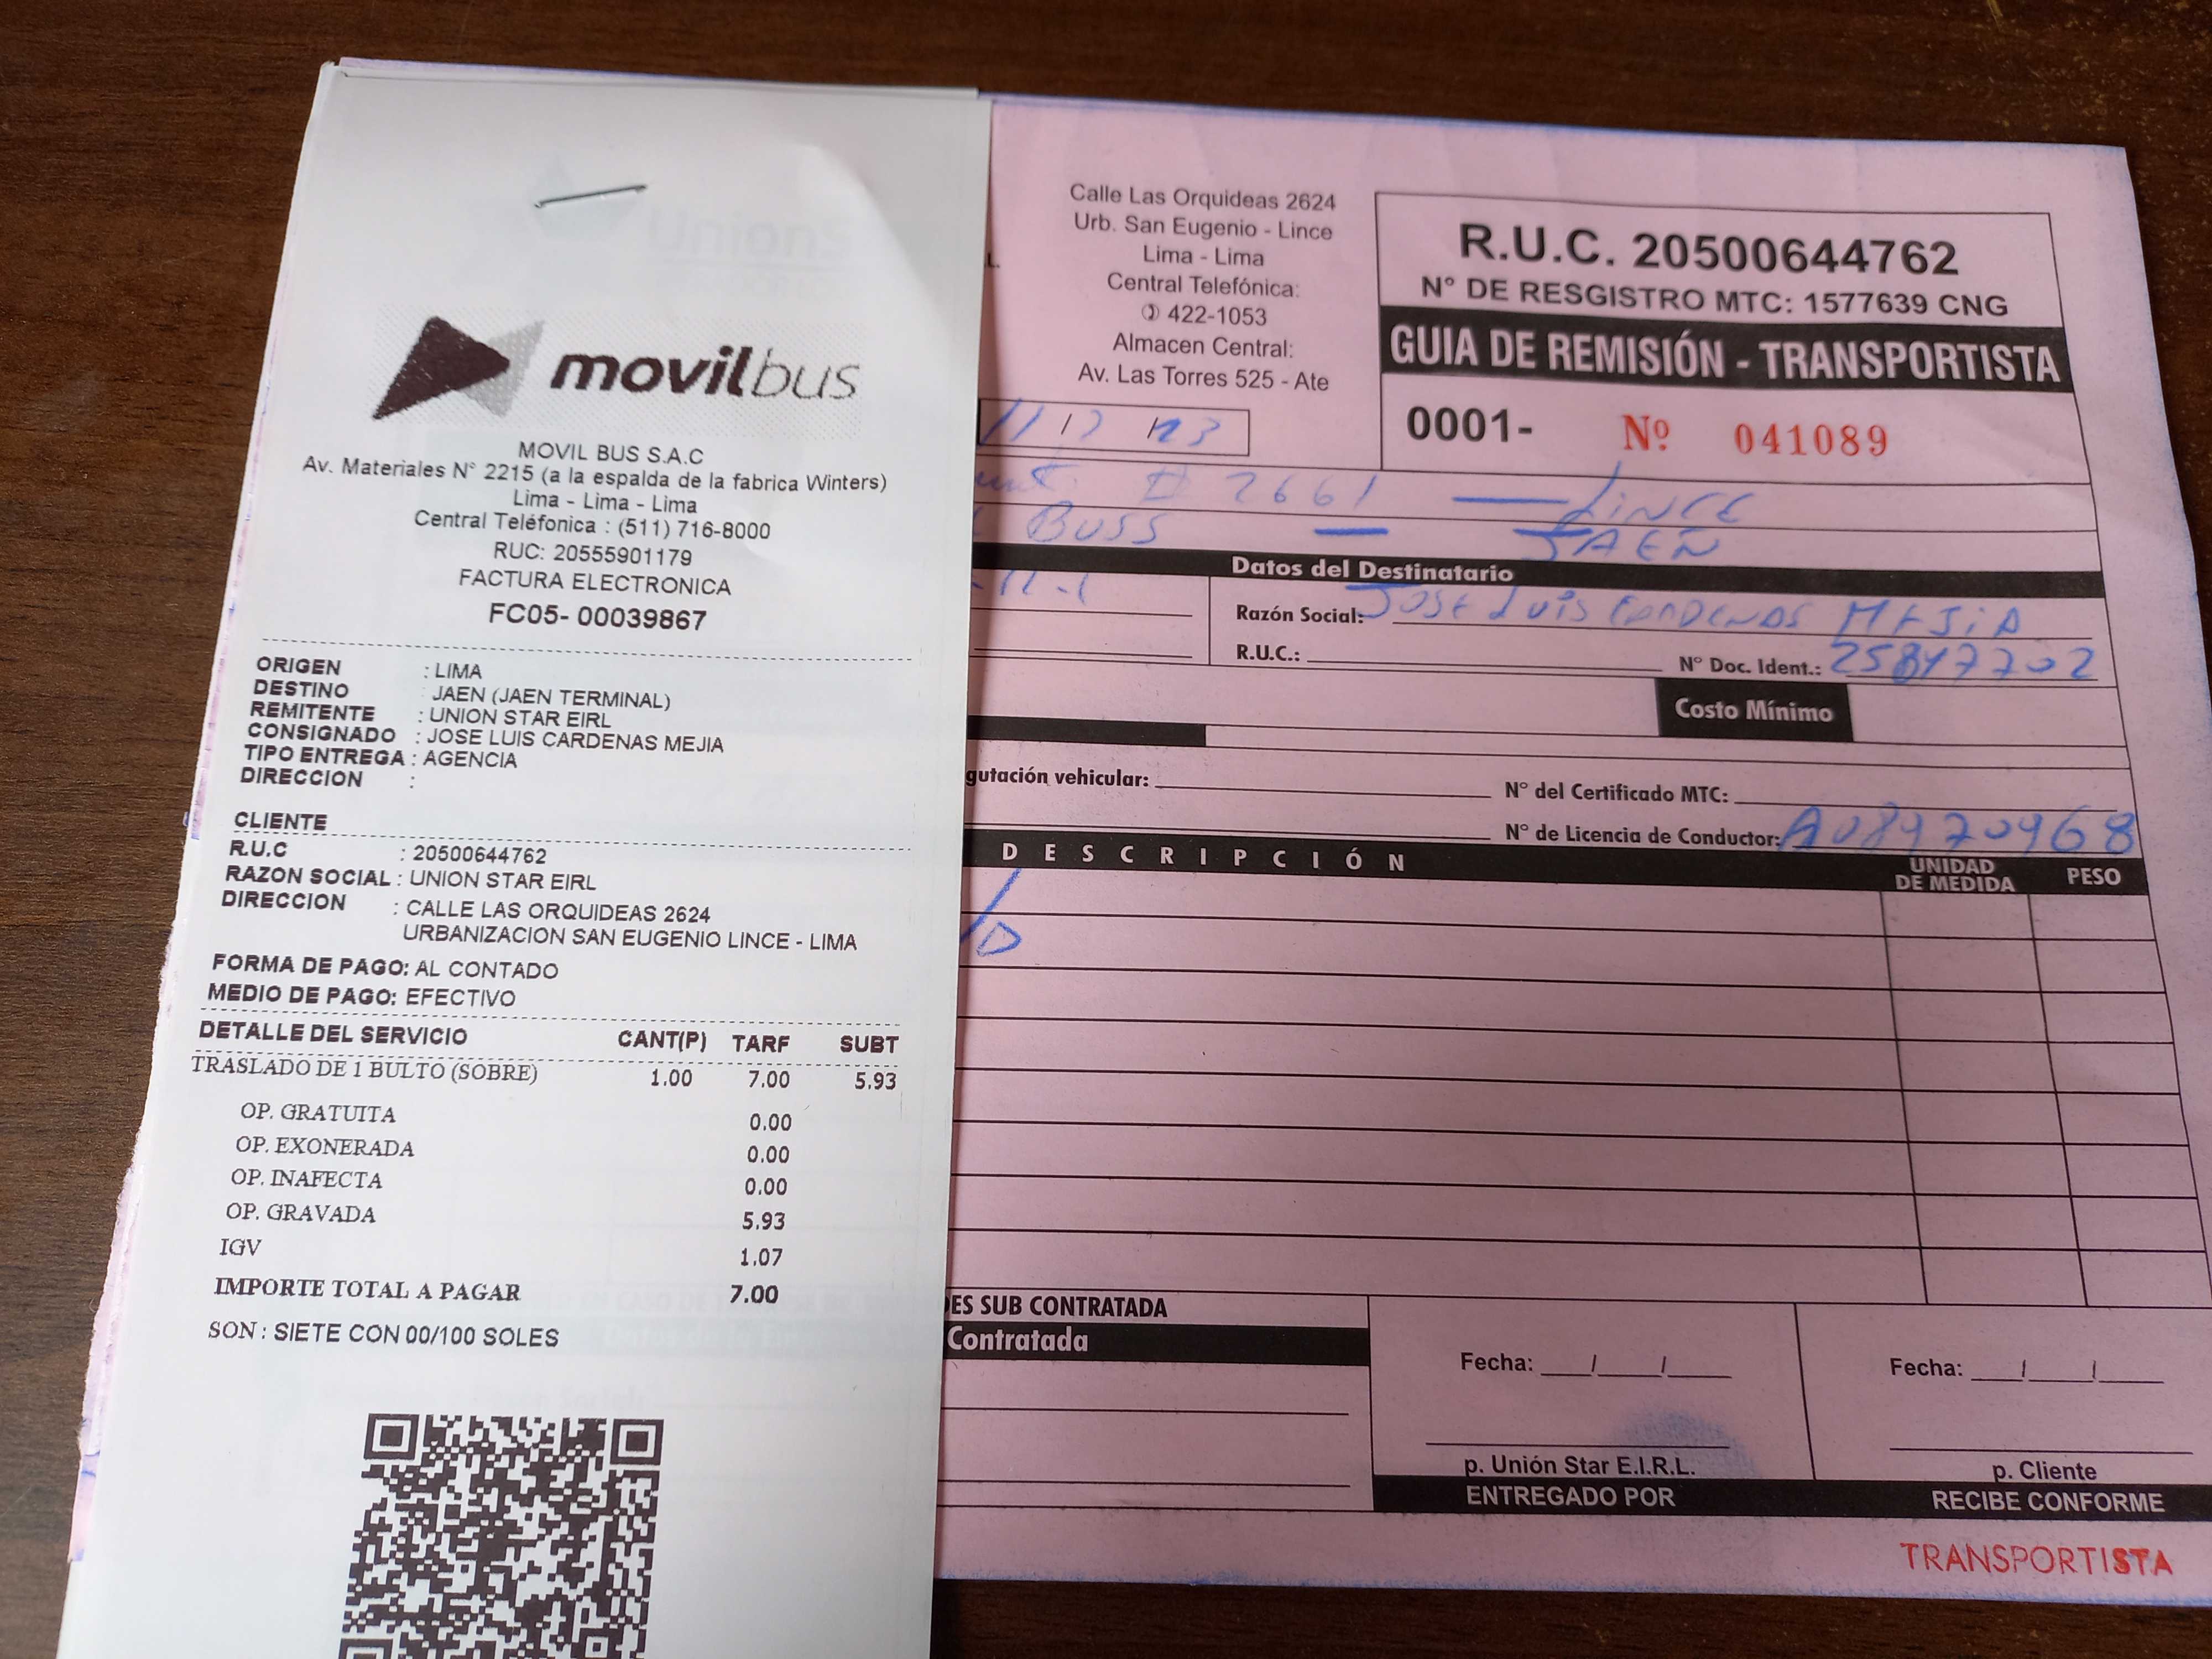 movilbus
MOVIL BUS S.A.C
Av. Materiales N° 2215 (a la espalda de la fabrica Winters)
Lima - Lima - Lima
Central Teléfonica : (511) 716-8000
RUC: 20555901179
FACTURA ELECTRONICA
FC05- 00039867
ORIGEN : LIMA
DESTINO JAEN (JAEN TERMINAL)
REMITENTE : UNION STAR EIRL
CONSIGNADO : JOSE LUIS CARDENAS MEJIA
TIPO ENTREGA : AGENCIA
DIRECCION :
CLIENTE
R.U.C : 20500644762
RAZON SOCIAL : UNION STAR EIRL
DIRECCION : CALLE LAS ORQUIDEAS 2624
URBANIZACION SAN EUGENIO LINCE - LIMA
FORMA DE PAGO: AL CONTADO
MEDIO DE PAGO: EFECTIVO
DETALLE DEL SERVICIO CANT(P) TARF SUBT
TRASLADO DE 1 BULTO (SOBRE) 1.00 7.00 5.93
OP. GRATUITA 0.00
OP. EXONERADA 0.00
OP. INAFECTA 0.00
OP. GRAVADA 5.93
IGV 1.07
IMPORTE TOTAL A PAGAR 7.00
SON : SIETE CON 00/100 SOLES
Calle Las Orquideas 2624
Urb. San Eugenio - Lince
Lima - Lima
Central Telefónica:
422-1053
Almacen Central:
Av. Las Torres 525 - Ate
R.U.C. 20500644762
N° DE RESGISTRO MTC: 1577639 CNG
GUIA DE REMISIÓN - TRANSPORTISTA
0001- Nº 041089
2661 — LINCE
BUSS — JAEN
Datos del Destinatario
Razón Social: JOSE LUIS CARDENAS MEJIA
R.U.C.: N° Doc. Ident.: 25847702
Costo Mínimo
gutación vehicular: N° del Certificado MTC:
N° de Licencia de Conductor: A08920968
DESCRIPCIÓN UNIDAD DE MEDIDA PESO
ES SUB CONTRATADA
Contratada
Fecha: / / Fecha: / /
p. Unión Star E.I.R.L. p. Cliente
ENTREGADO POR RECIBE CONFORME
TRANSPORTISTA